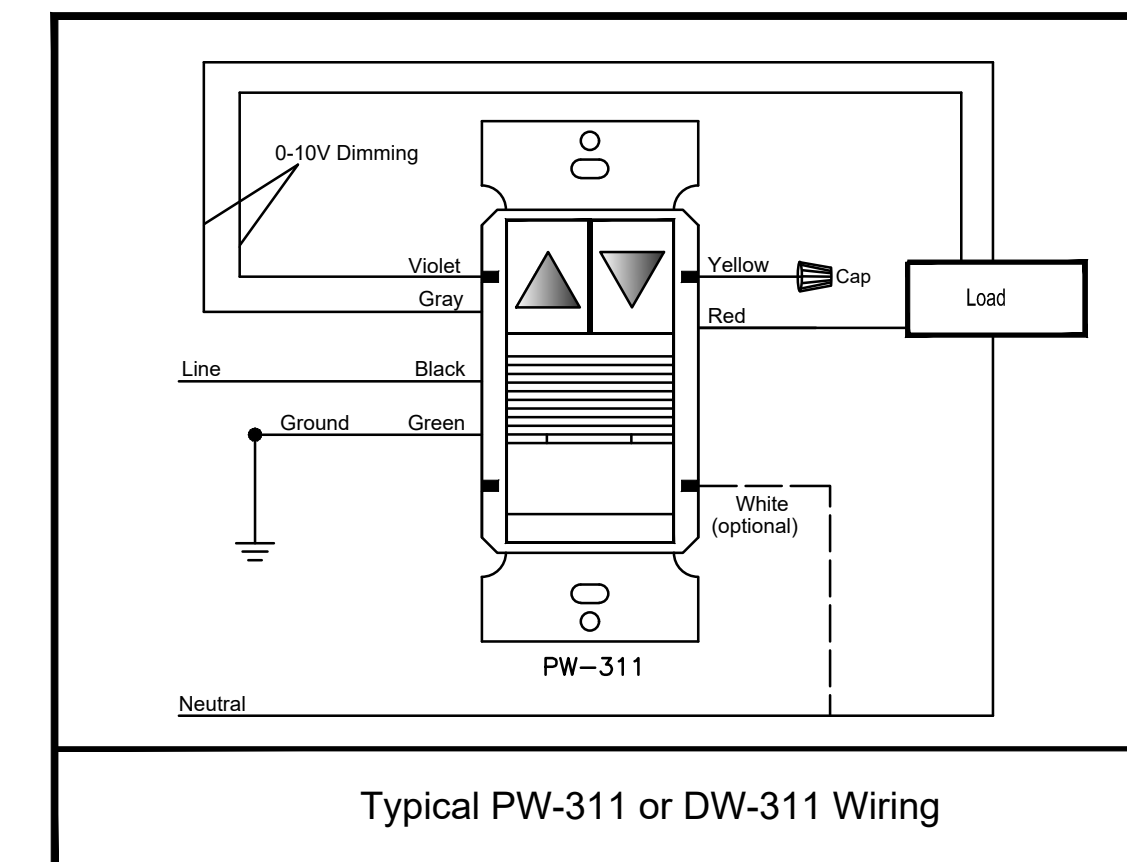 0-10V Dimming
Violet
Yellow
Cap
Gray
Load
Red
Line
Black
Ground
Green
White
(optional)
PW-311
Neutral
Typical PW-311 or DW-311 Wiring